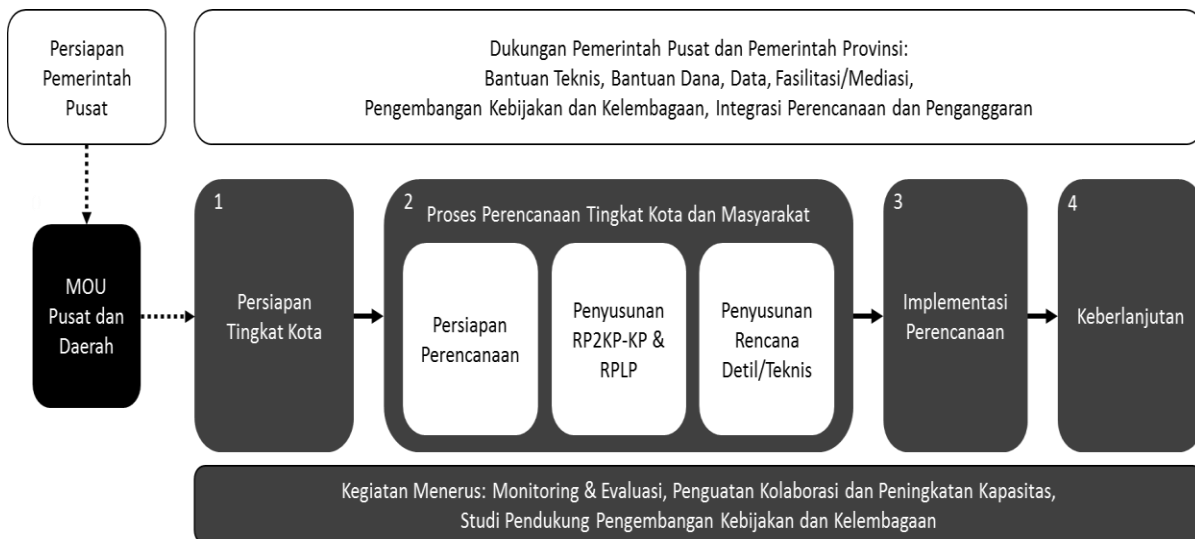 Persiapan
Pemerintah
Pusat
Dukungan Pemerintah Pusat dan Pemerintah Provinsi:
Bantuan Teknis, Bantuan Dana, Data, Fasilitasi/Mediasi,
Pengembangan Kebijakan dan Kelembagaan, Integrasi Perencanaan dan Penganggaran
MOU
Pusat dan
Daerah
1
Persiapan
Tingkat Kota
2
Proses Perencanaan Tingkat Kota dan Masyarakat
Persiapan
Perencanaan
Penyusunan
RP2KP-KP &
RPLP
Penyusunan
Rencana
Detil/Teknis
3
Implementasi
Perencanaan
4
Keberlanjutan
Kegiatan Menerus: Monitoring & Evaluasi, Penguatan Kolaborasi dan Peningkatan Kapasitas,
Studi Pendukung Pengembangan Kebijakan dan Kelembagaan